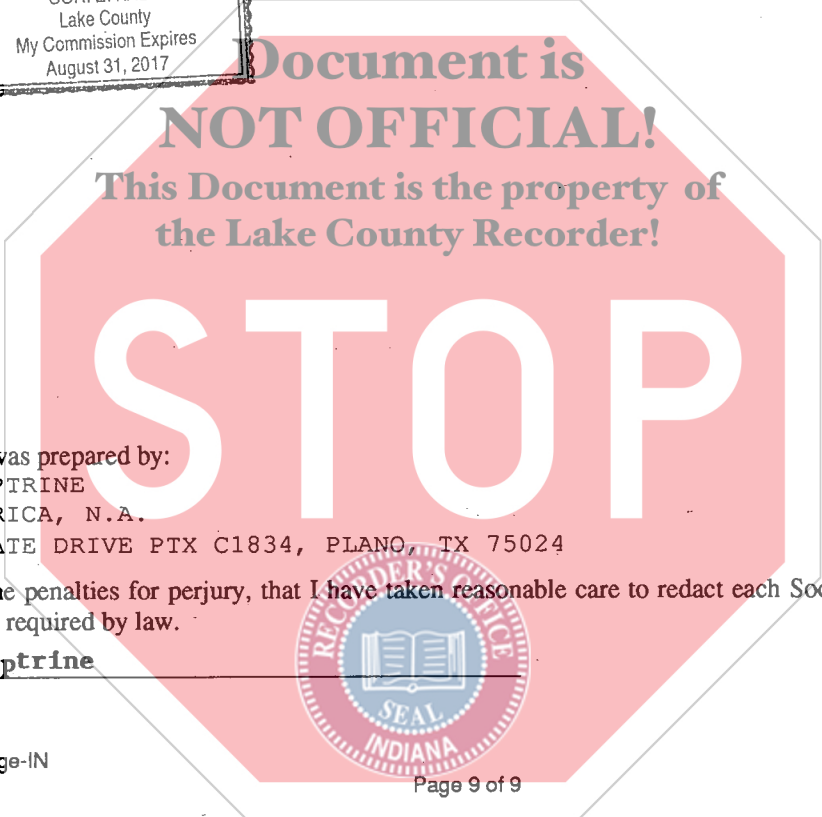 Lake County
My Commission Expires
August 31, 2017
Document is
NOT OFFICIAL!
This Document is the property of
the Lake County Recorder!
STOP
was prepared by:
PTRINE
RICA, N.A.
ATE DRIVE PTX C1834, PLANO, TX 75024
e penalties for perjury, that I have taken reasonable care to redact each Soc
required by law.
ptrine
RECORDER'S OFFICE
SEAL
INDIANA
ge-IN
Page 9 of 9